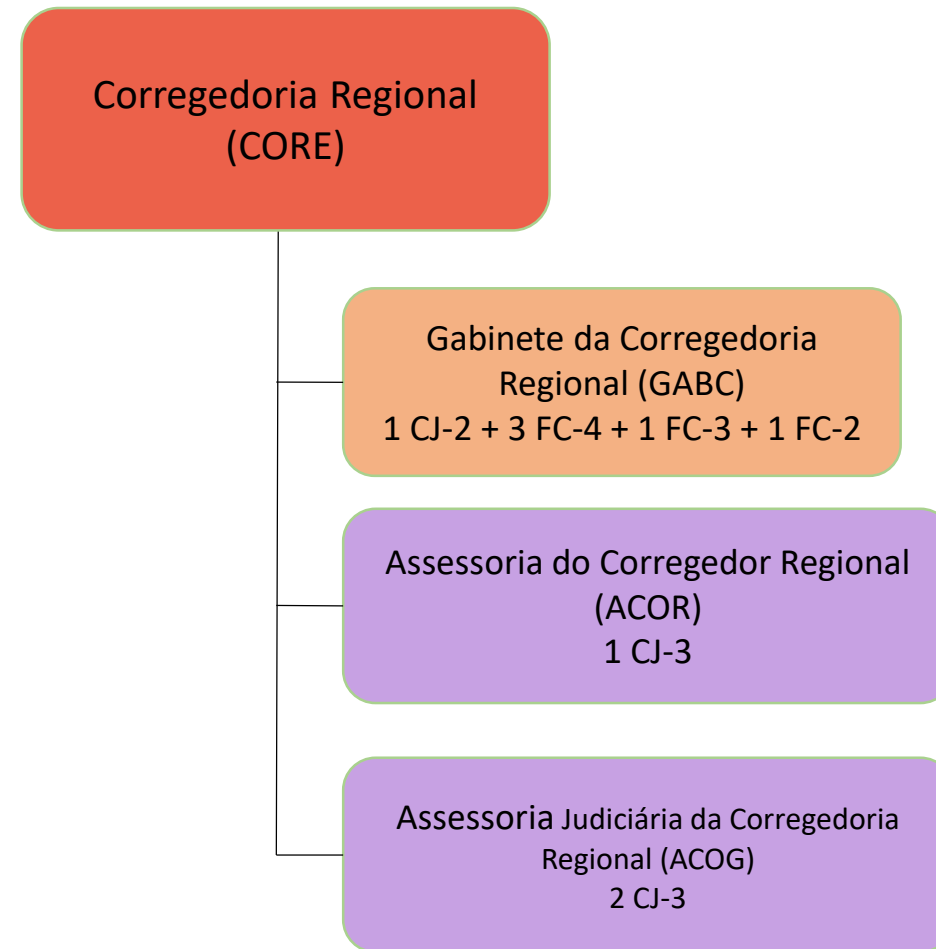 Corregedoria Regional
(CORE)
Gabinete da Corregedoria
Regional (GABC)
1 CJ-2 + 3 FC-4 + 1 FC-3 + 1 FC-2
Assessoria do Corregedor Regional
(ACOR)
1 CJ-3
Assessoria Judiciária da Corregedoria
Regional (ACOG)
2 CJ-3